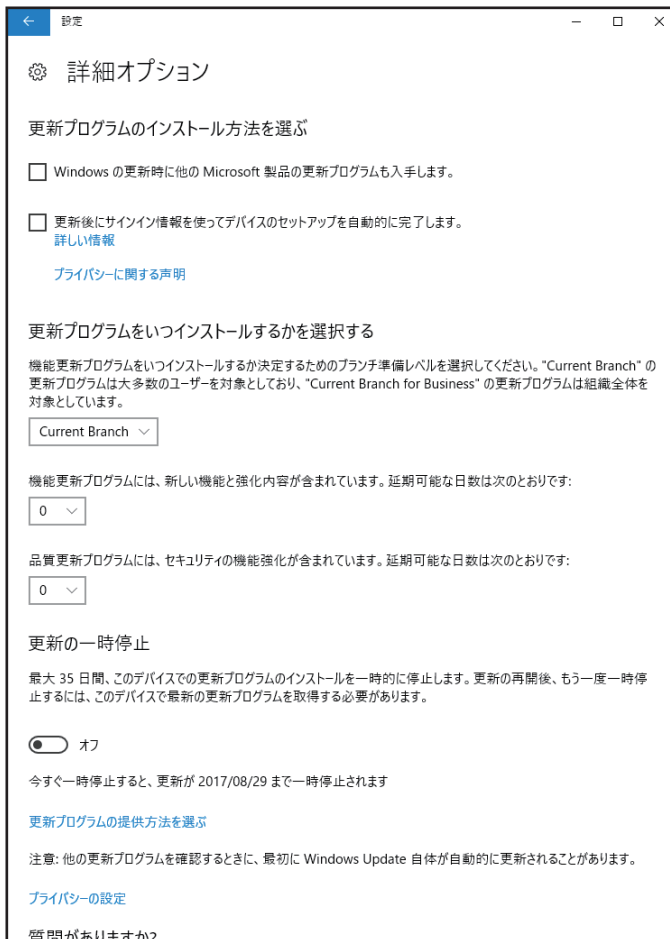 設定
詳細オプション
更新プログラムのインストール方法を選ぶ
Windows の更新時に他の Microsoft 製品の更新プログラムも入手します。
更新後にサインイン情報を使ってデバイスのセットアップを自動的に完了します。
詳しい情報
プライバシーに関する声明
更新プログラムをいつインストールするかを選択する
機能更新プログラムをいつインストールするか決定するためのブランチ準備レベルを選択してください。"Current Branch" の
更新プログラムは大多数のユーザーを対象としており、"Current Branch for Business" の更新プログラムは組織全体を
対象としています。
Current Branch
機能更新プログラムには、新しい機能と強化内容が含まれています。延期可能な日数は次のとおりです:
0
品質更新プログラムには、セキュリティの機能強化が含まれています。延期可能な日数は次のとおりです:
0
更新の一時停止
最大 35 日間、このデバイスでの更新プログラムのインストールを一時的に停止します。更新の再開後、もう一度一時停
止するには、このデバイスで最新の更新プログラムを取得する必要があります。
オフ
今すぐ一時停止すると、更新が 2017/08/29 まで一時停止されます
更新プログラムの提供方法を選ぶ
注意: 他の更新プログラムを確認するときに、最初に Windows Update 自体が自動的に更新されることがあります。
プライバシーの設定
質問がありますか?